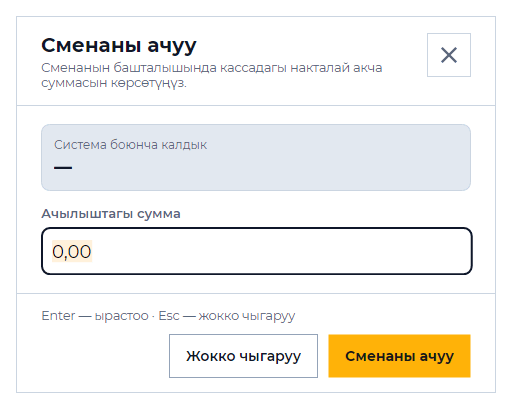 Сменаны ачуу
Сменанын башталышында кассадагы накталай акча
суммасын көрсөтүңүз.
Система боюнча калдык
—
Ачылыштагы сумма
0,00
Enter — ырастоо · Esc — жокко чыгаруу
Жокко чыгаруу
Сменаны ачуу